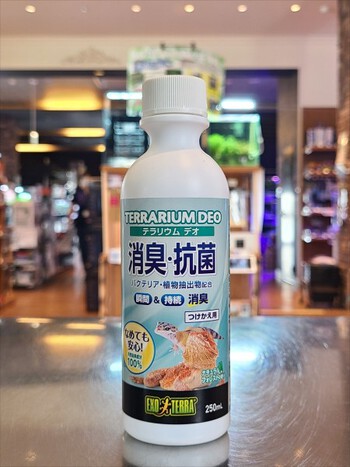 TERRARIUM DEO
テラリウム デオ
消臭・抗菌
バクテリア・植物抽出物配合
瞬間 & 持続 消臭
つけかえ用
なめても
安心!
100%
EXO TERRA
250mL